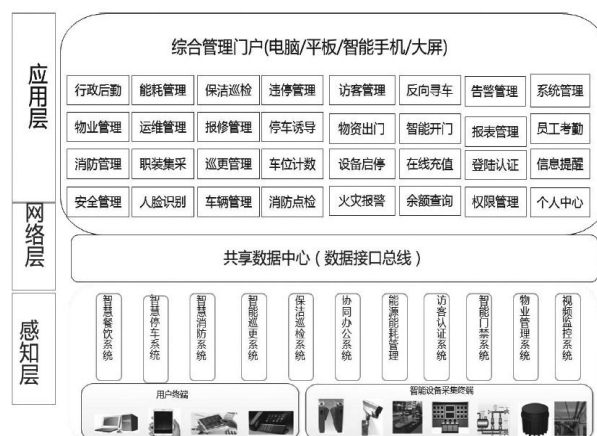 应用层
网络层
感知层
综合管理门户(电脑/平板/智能手机/大屏)
行政后勤 能耗管理 保洁巡检 违停管理 访客管理 反向寻车 告警管理 系统管理
物业管理 运维管理 报修管理 停车诱导 物资出门 智能开门 报表管理 员工考勤
消防管理 职装集采 巡更管理 车位计数 设备启停 在线充值 登陆认证 信息提醒
安全管理 人脸识别 车辆管理 消防点检 火灾报警 余额查询 权限管理 个人中心
共享数据中心（数据接口总线）
智慧餐饮系统
智慧停车系统
智慧消防系统
智能巡更系统
保洁巡检系统
协同办公系统
能源能耗管理
访客认证系统
智能门禁系统
物业管理系统
视频监控系统
用户终端
智能设备采集终端